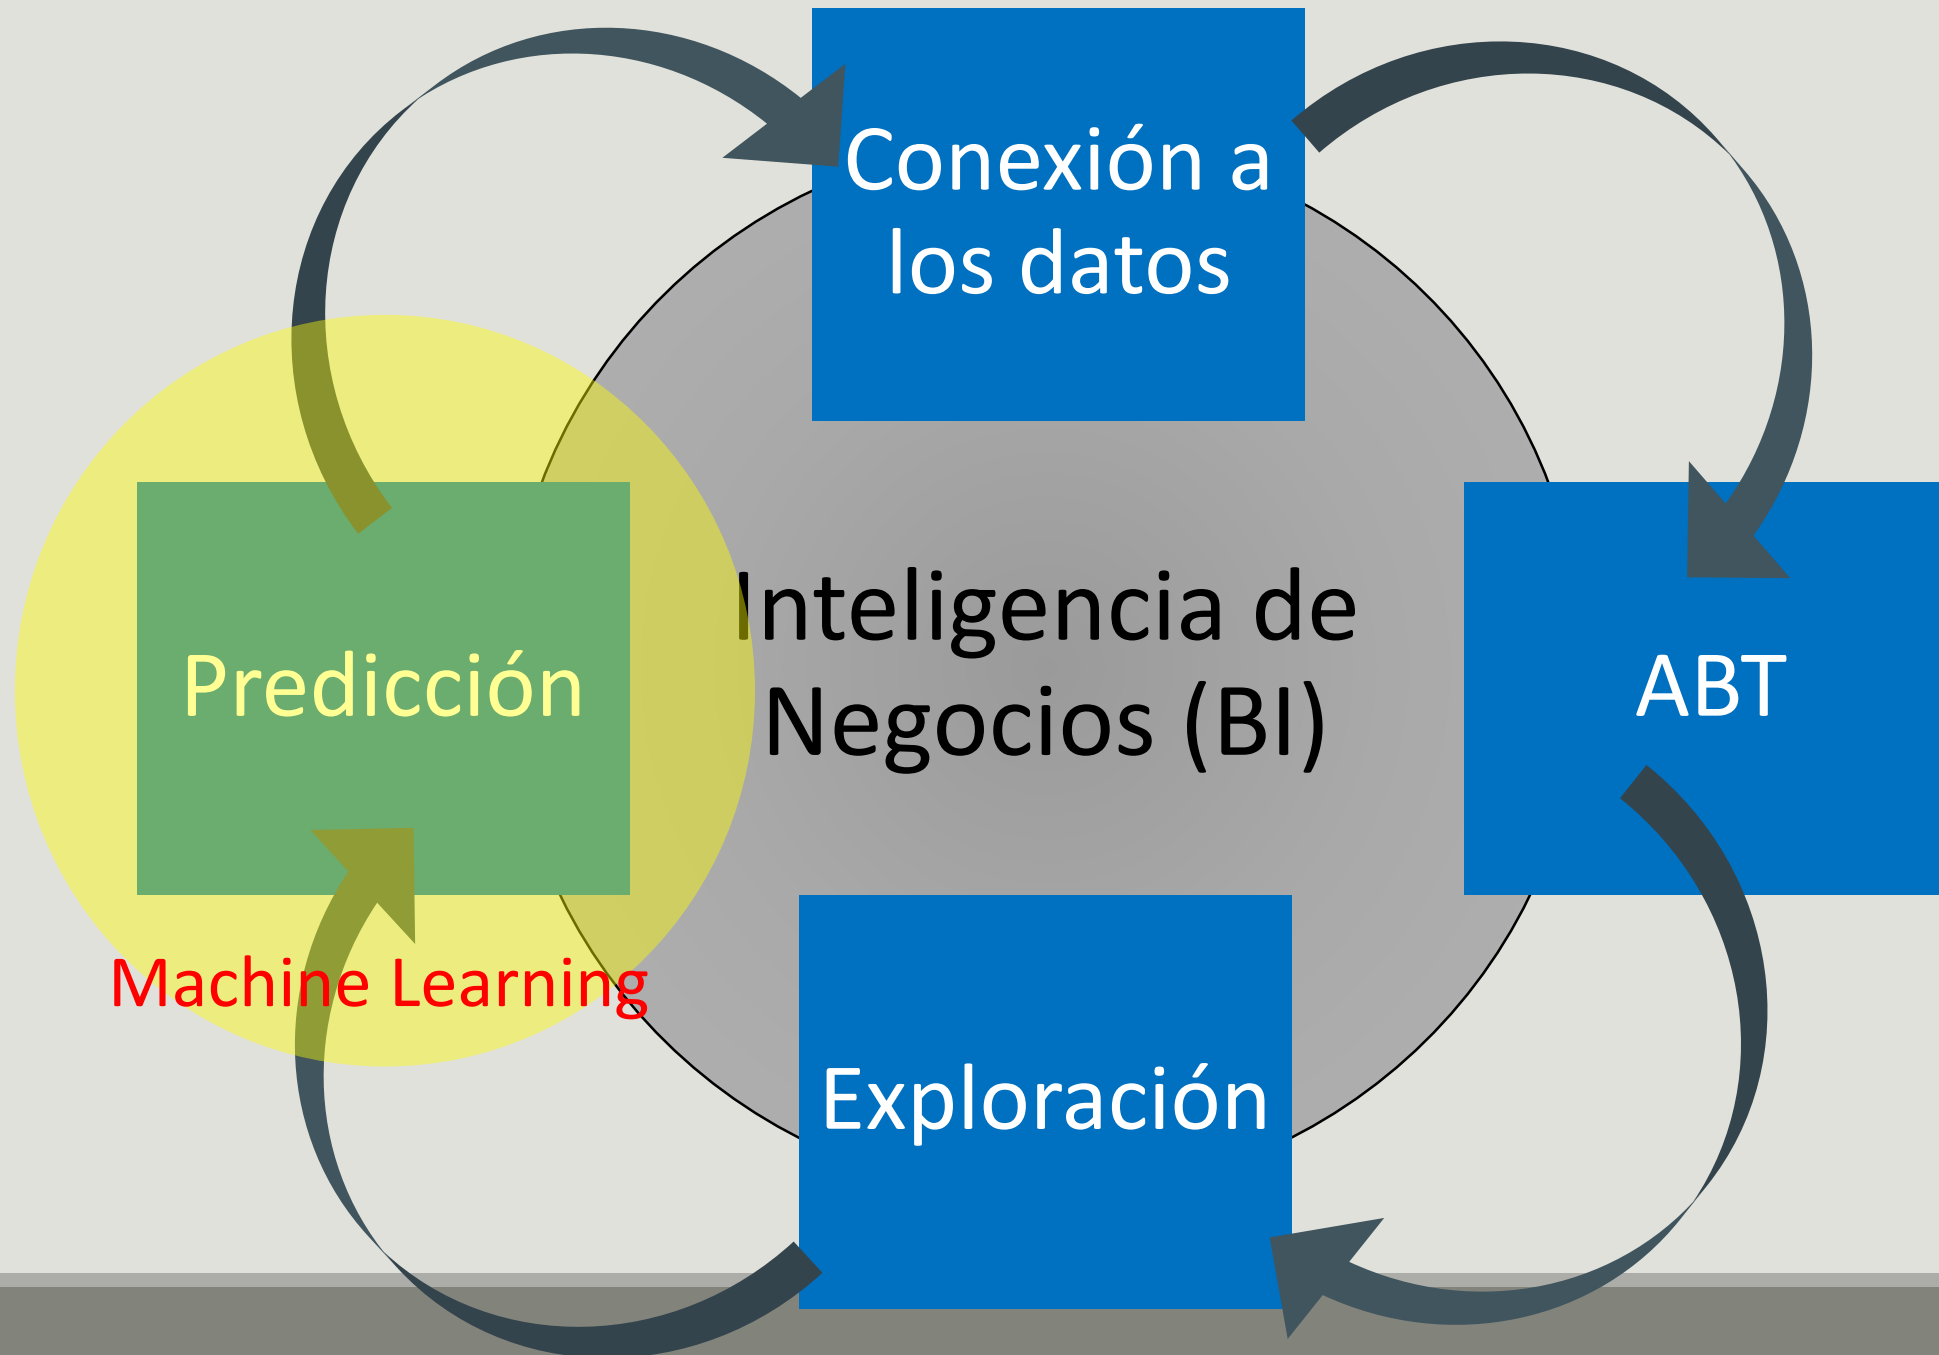 Conexión a
los datos
Predicción
Inteligencia de
Negocios (BI)
ABT
Machine Learning
Exploración